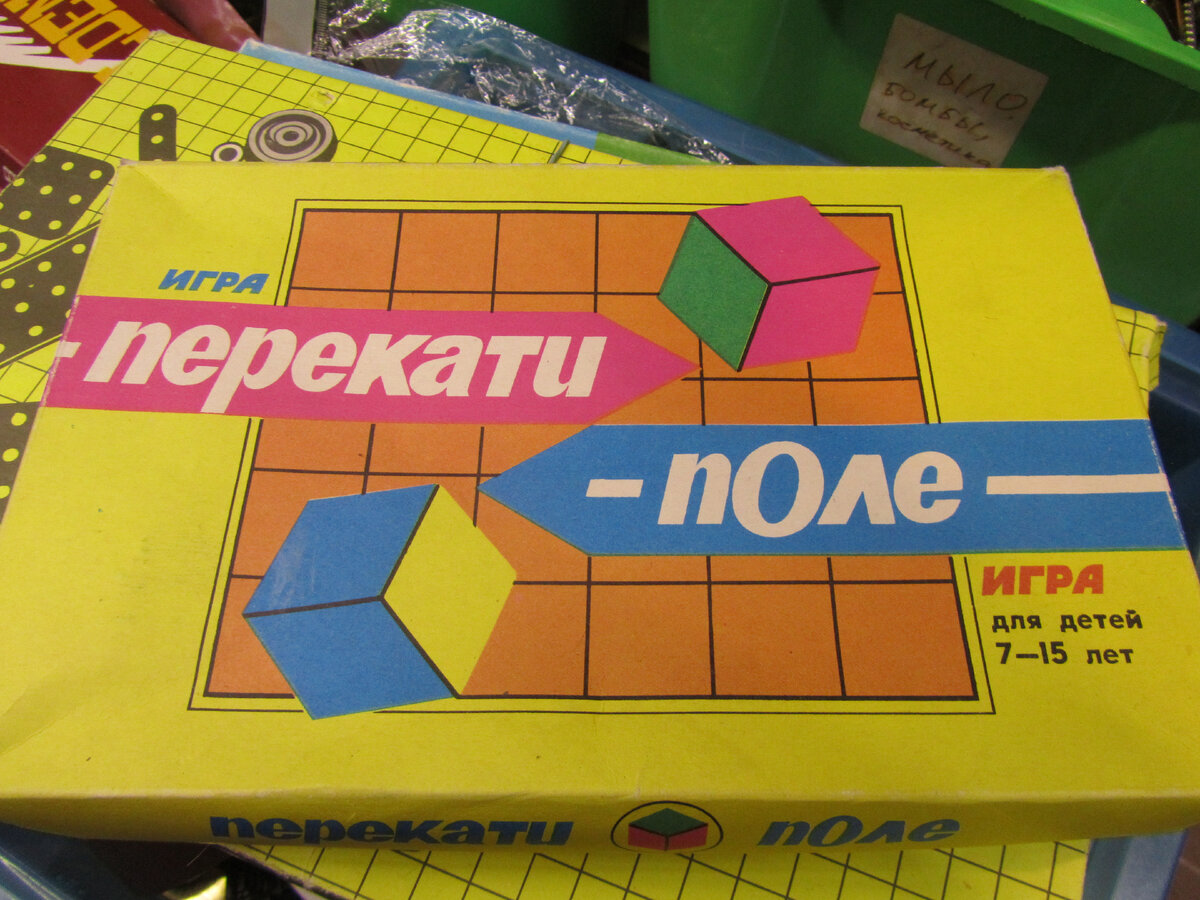 МЫЛО,
БОМБЫ,
косметика
ИГРА
-перекати
-поле-
ИГРА
для детей
7—15 лет
перекати поле